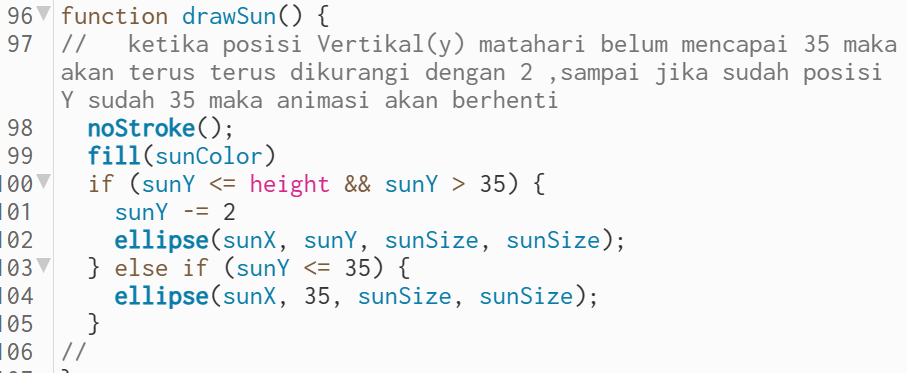 96 function drawSun() {
97 //   ketika posisi Vertikal(y) matahari belum mencapai 35 maka
akan terus terus dikurangi dengan 2 ,sampai jika sudah posisi
Y sudah 35 maka animasi akan berhenti
98   noStroke();
99   fill(sunColor)
100   if (sunY <= height && sunY > 35) {
101     sunY -= 2
102     ellipse(sunX, sunY, sunSize, sunSize);
103   } else if (sunY <= 35) {
104     ellipse(sunX, 35, sunSize, sunSize);
105   }
106 //